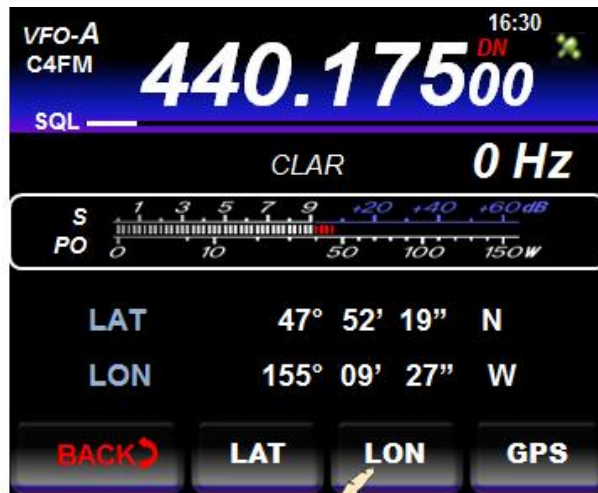 16:30
VFO-A
DN
C4FM
440.17500
SQL
CLAR 0 Hz
S 1 3 5 7 9 +20 +40 +60dB
PO 0 10 50 100 150W
LAT 47° 52’ 19” N
LON 155° 09’ 27” W
BACK LAT LON GPS